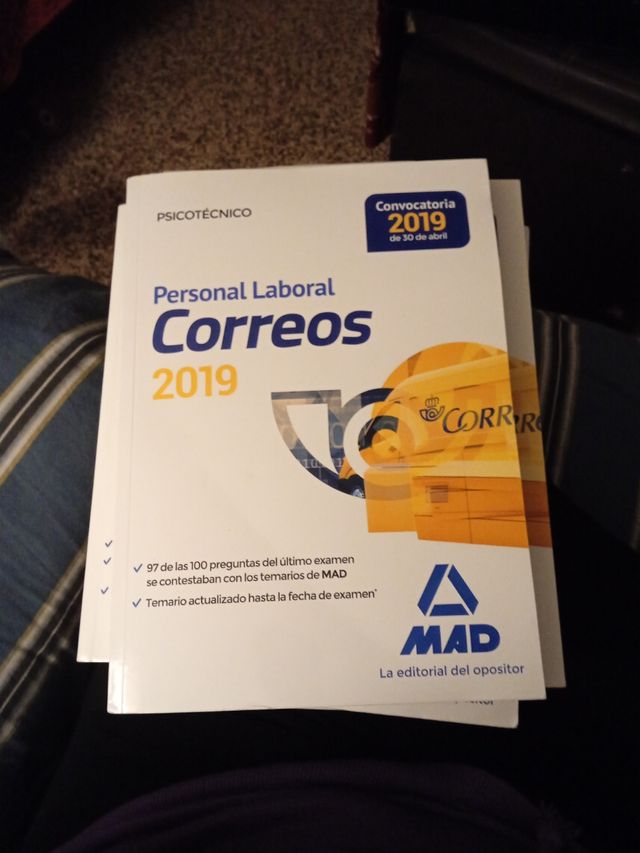 PSICOTÉCNICO
Convocatoria
2019
de 30 de abril
Personal Laboral
Correos
2019
CORR
97 de las 100 preguntas del último examen
se contestaban con los temarios de MAD
Temario actualizado hasta la fecha de examen*
MAD
La editorial del opositor